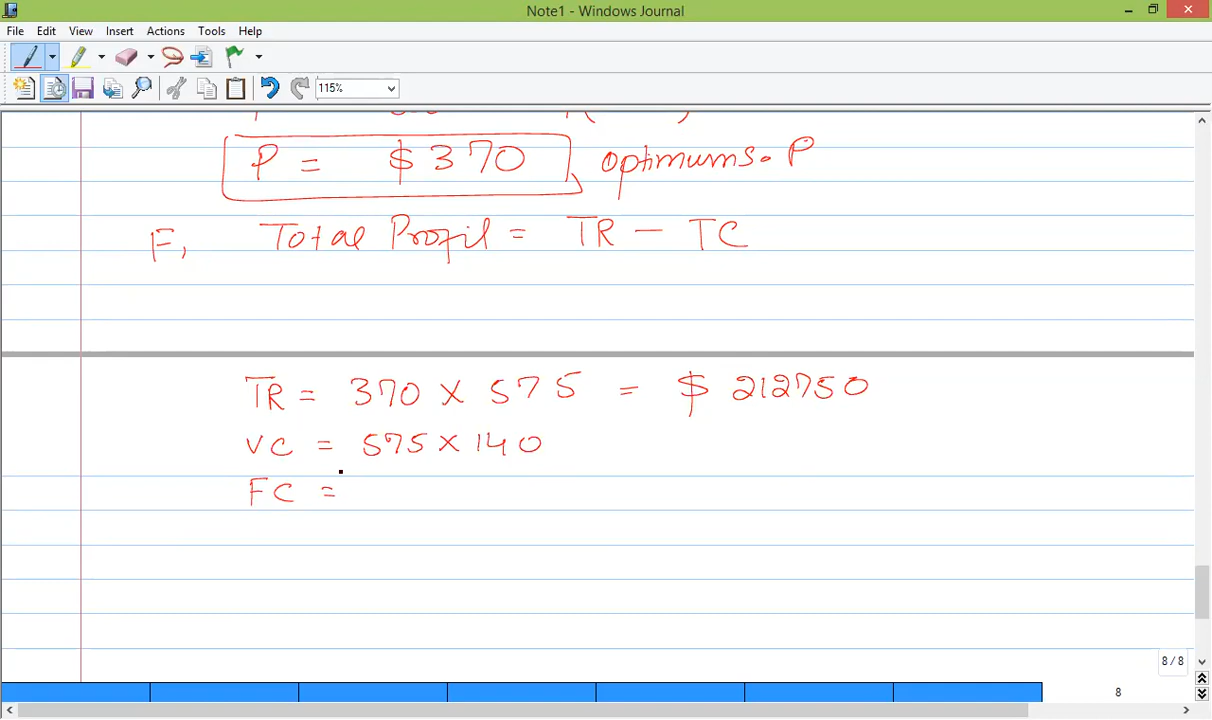 Note1 - Windows Journal
File Edit View Insert Actions Tools Help
115%
P = $ 370 optimums. P
F, Total Profil = TR - TC
TR = 370 X 575 = $ 212750
VC = 575 X 140
FC =
8 / 8
8